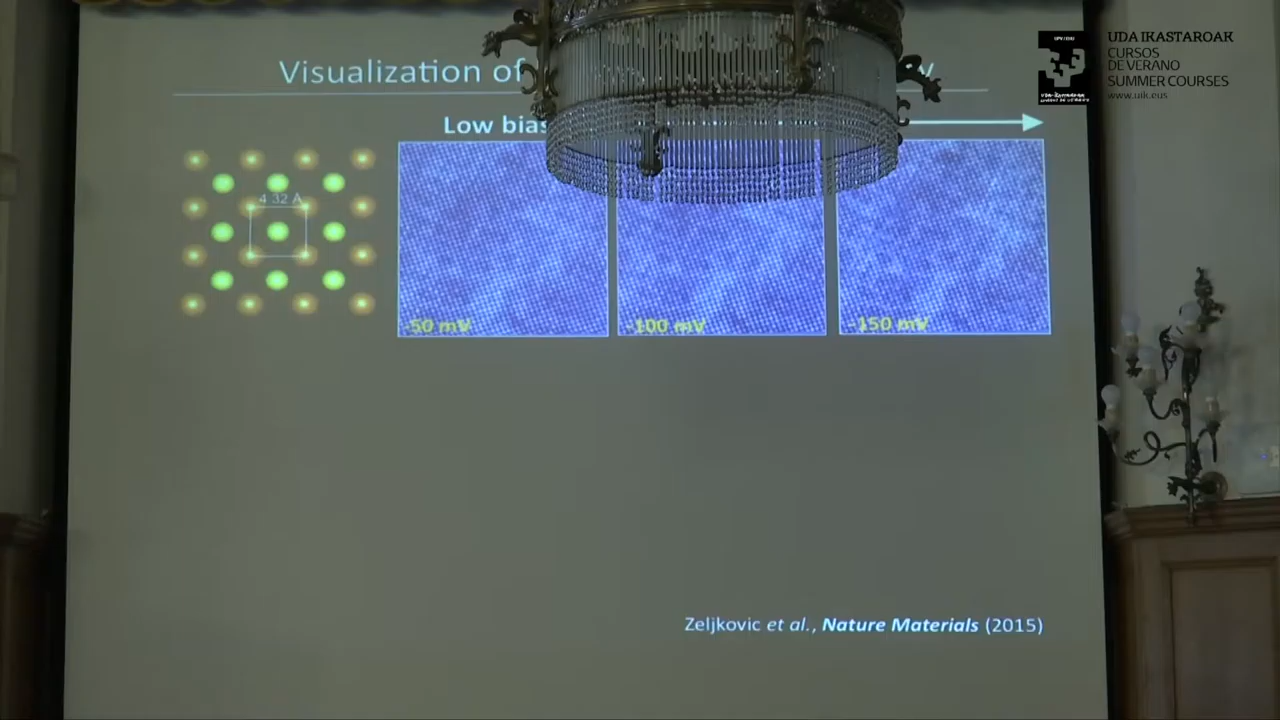 Visualization of
Low bias
4.32 Å
-50 mV
-100 mV
-150 mV
Zeljkovic et al., Nature Materials (2015)
UDA IKASTAROAK
CURSOS
DE VERANO
SUMMER COURSES
www.uik.eus